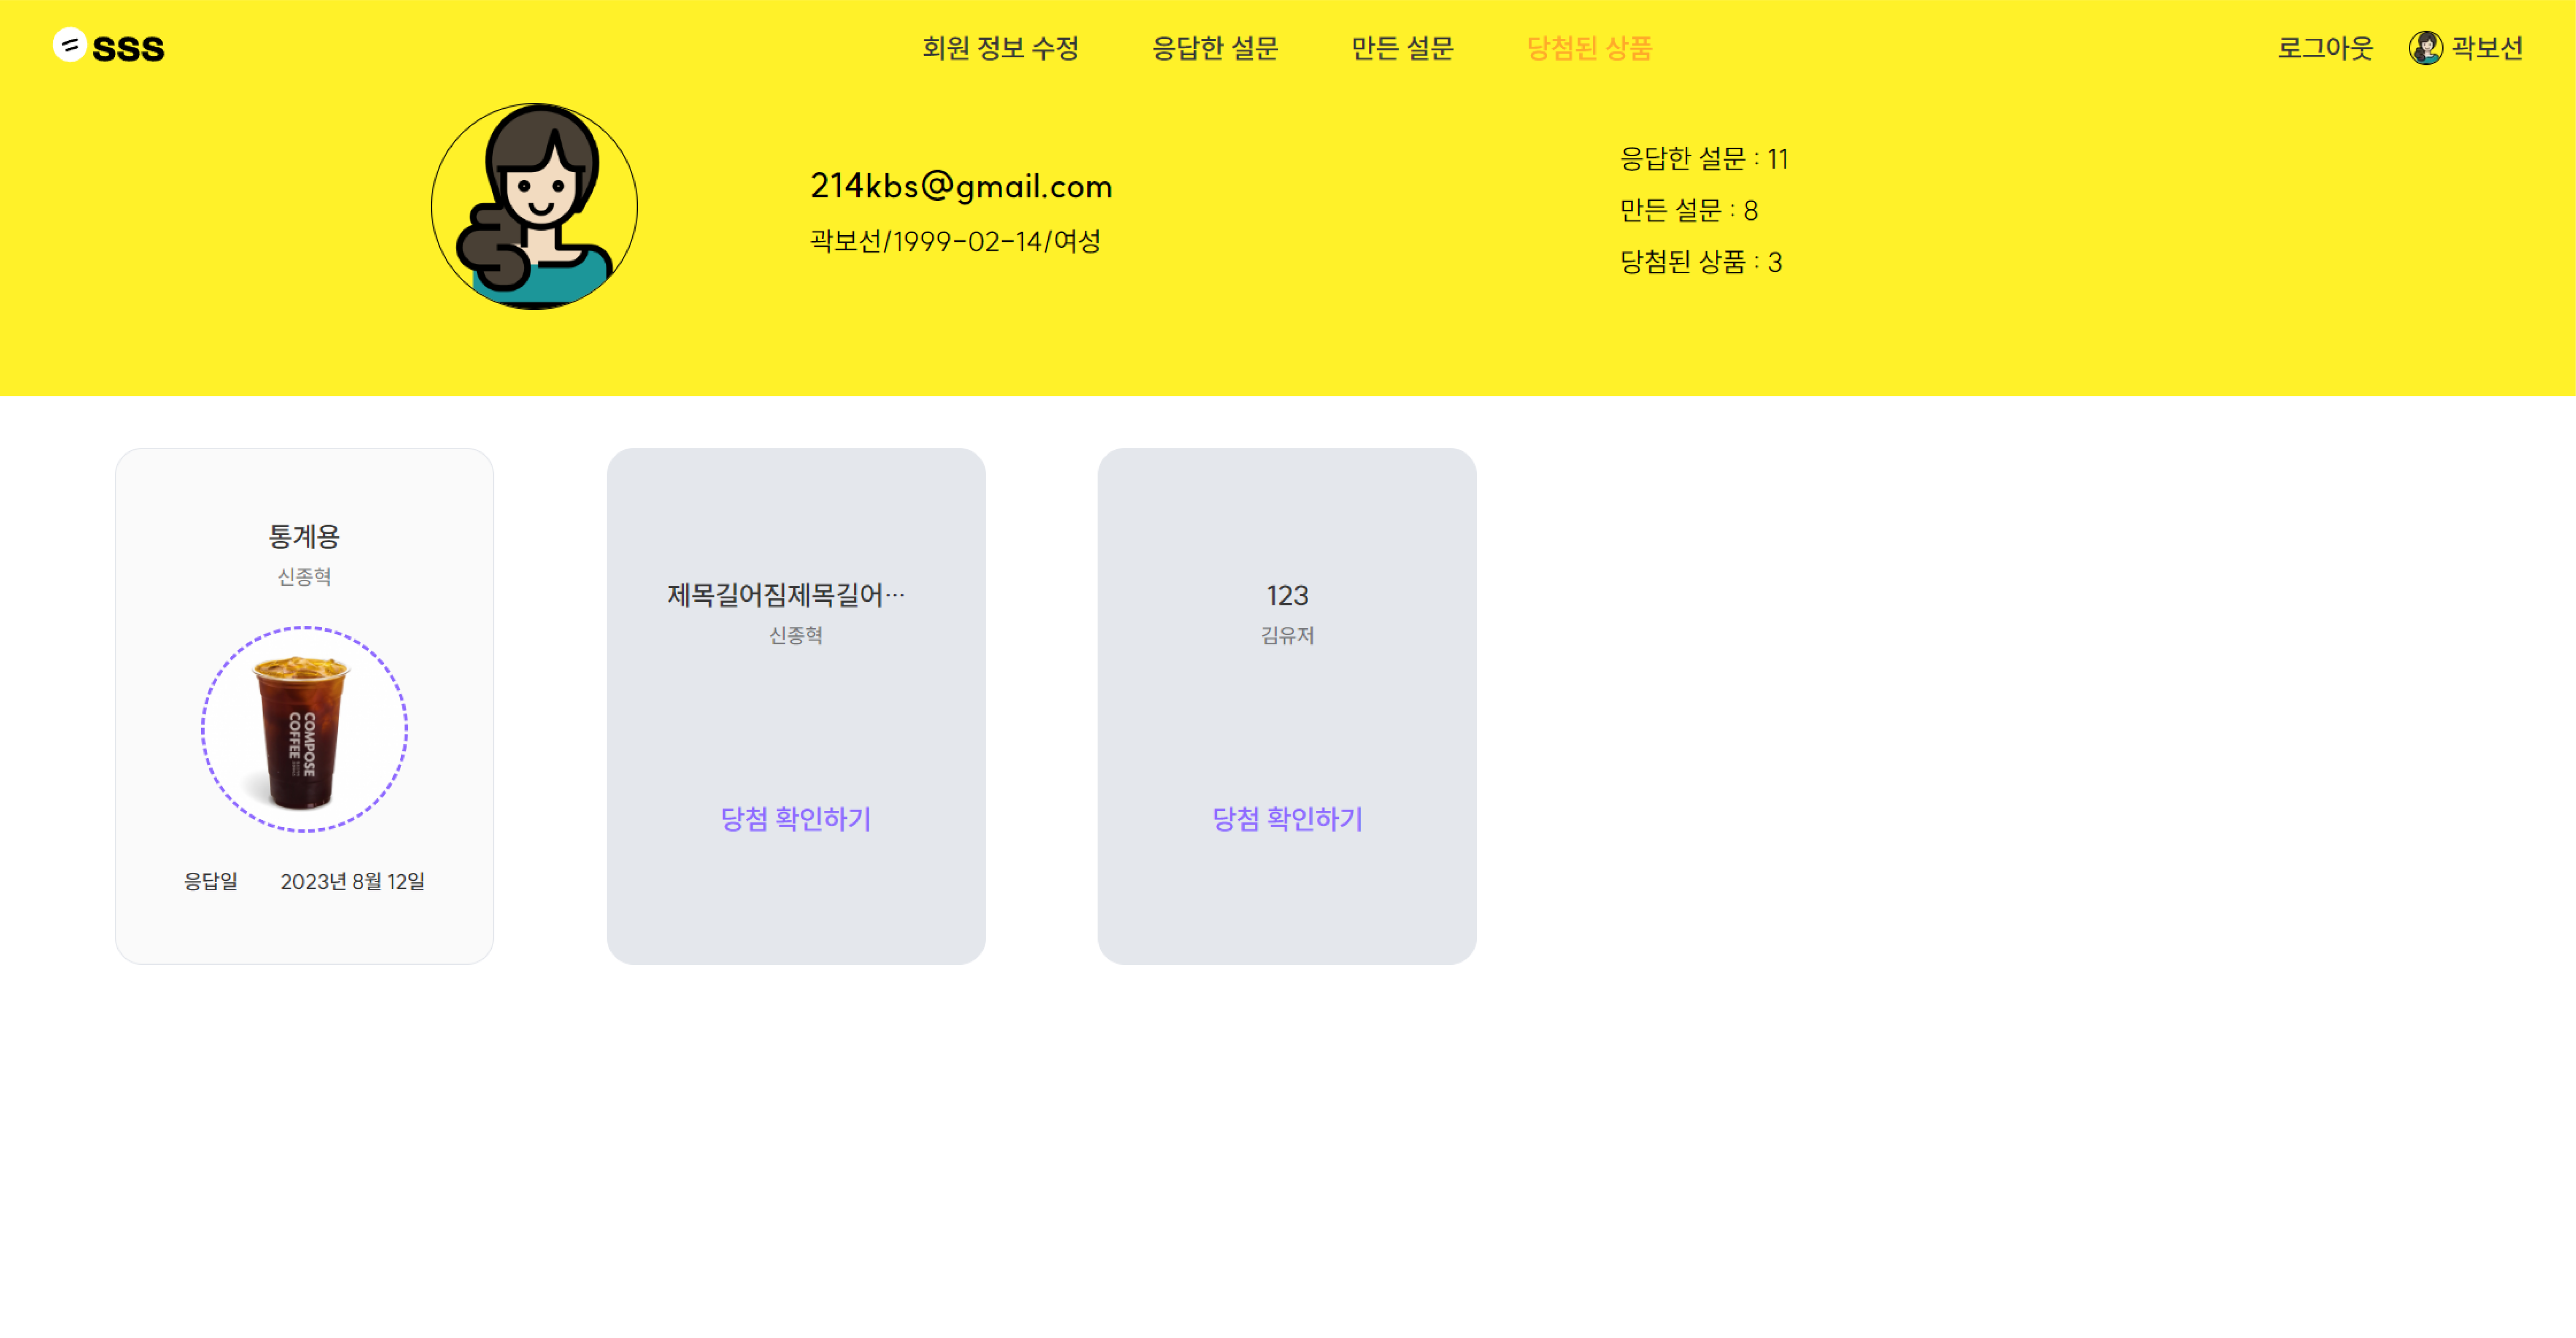 sss
회원 정보 수정
응답한 설문
만든 설문
당첨된 상품
로그아웃
곽보선
214kbs@gmail.com
곽보선/1999-02-14/여성
응답한 설문 : 11
만든 설문 : 8
당첨된 상품 : 3
통계용
신종혁
COMPOSE
COFFEE
응답일 2023년 8월 12일
제목길어짐제목길어…
신종혁
당첨 확인하기
123
김유저
당첨 확인하기